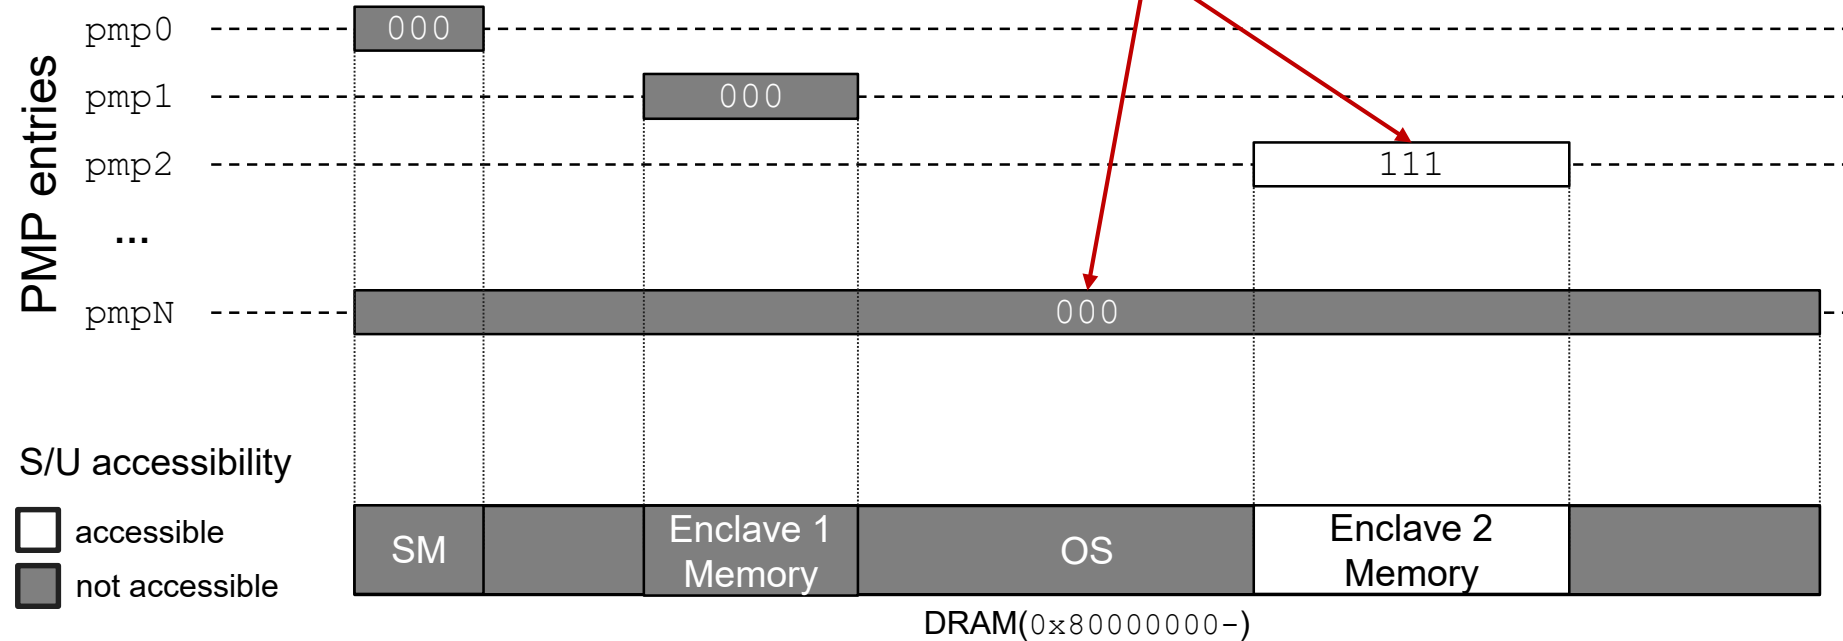 PMP entries
pmp0
000
pmp1
000
pmp2
111
...
pmpN
000
S/U accessibility
accessible
not accessible
SM
Enclave 1
Memory
OS
Enclave 2
Memory
DRAM(0x80000000-)